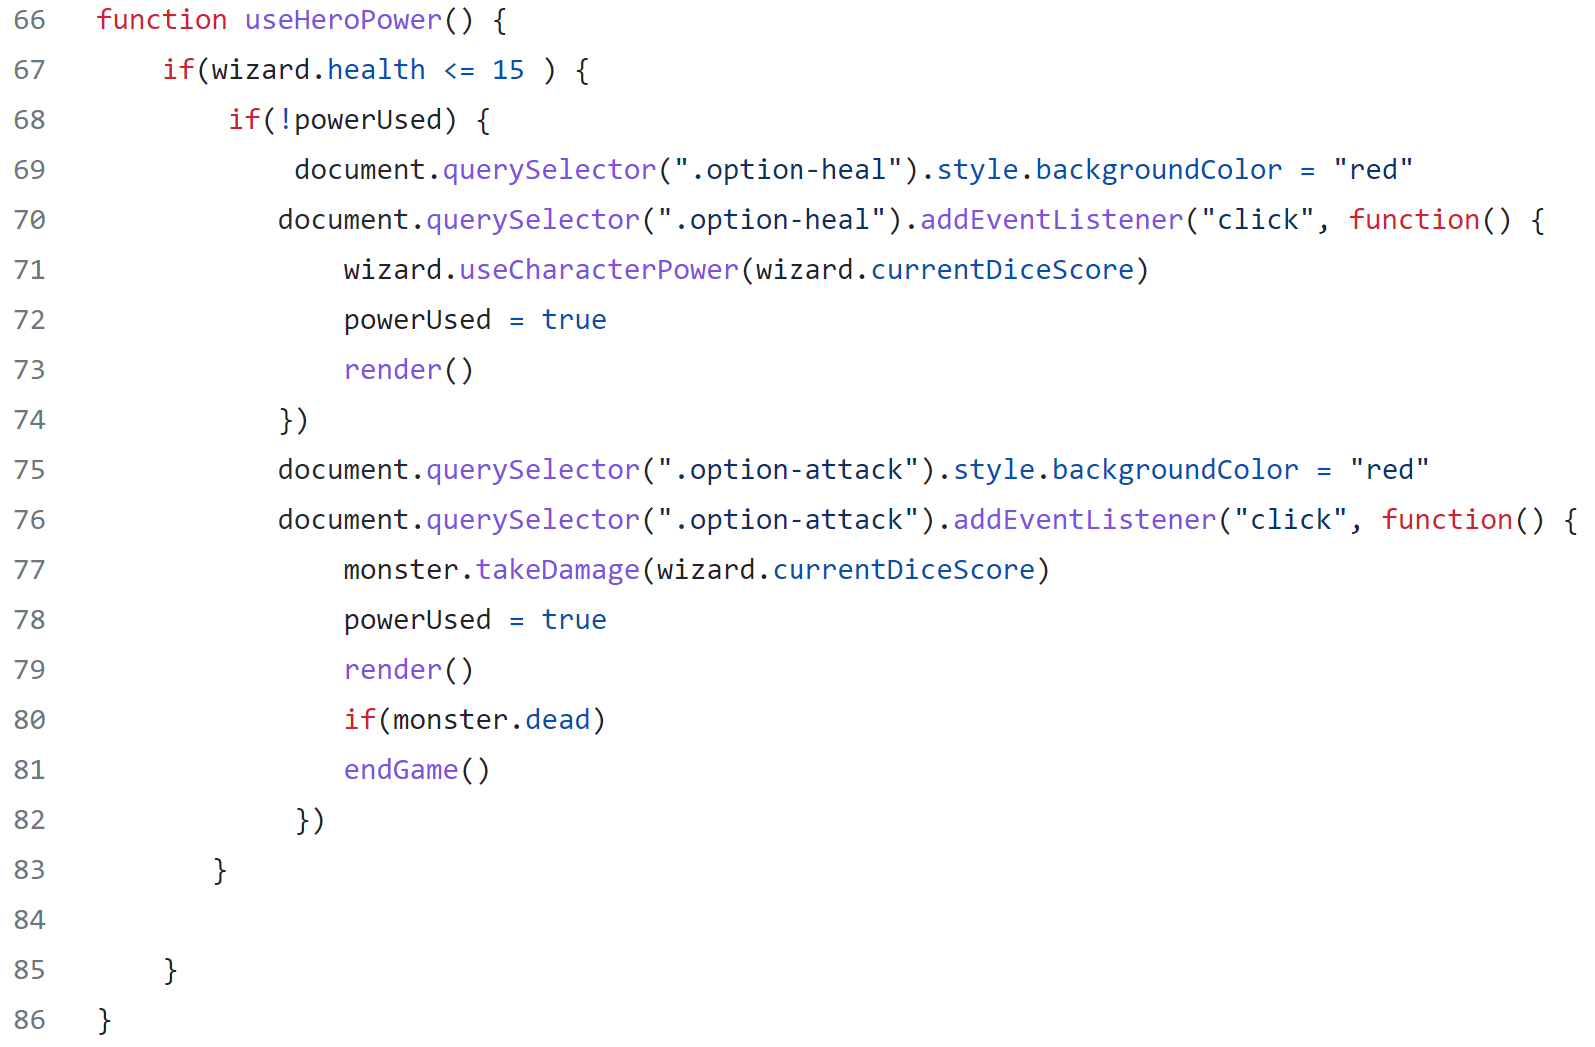 66 function useHeroPower() {
67 if(wizard.health <= 15 ) {
68 if(!powerUsed) {
69 document.querySelector(".option-heal").style.backgroundColor = "red"
70 document.querySelector(".option-heal").addEventListener("click", function() {
71 wizard.useCharacterPower(wizard.currentDiceScore)
72 powerUsed = true
73 render()
74 })
75 document.querySelector(".option-attack").style.backgroundColor = "red"
76 document.querySelector(".option-attack").addEventListener("click", function() {
77 monster.takeDamage(wizard.currentDiceScore)
78 powerUsed = true
79 render()
80 if(monster.dead)
81 endGame()
82 })
83 }
84
85 }
86 }